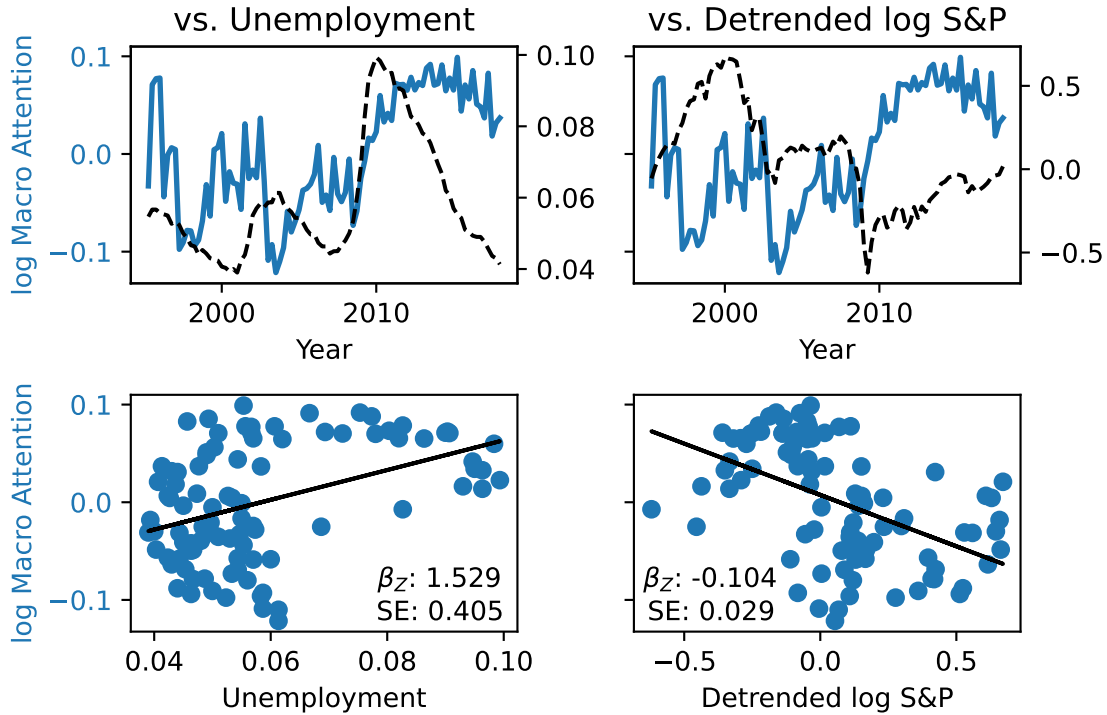 vs. Unemployment
vs. Detrended log S&P
log Macro Attention
0.1
0.0
−0.1
0.10
0.08
0.06
0.04
2000
2010
Year
0.5
0.0
−0.5
2000
2010
Year
log Macro Attention
0.1
0.0
−0.1
β_Z: 1.529
SE: 0.405
0.04
0.06
0.08
0.10
Unemployment
β_Z: -0.104
SE: 0.029
−0.5
0.0
0.5
Detrended log S&P